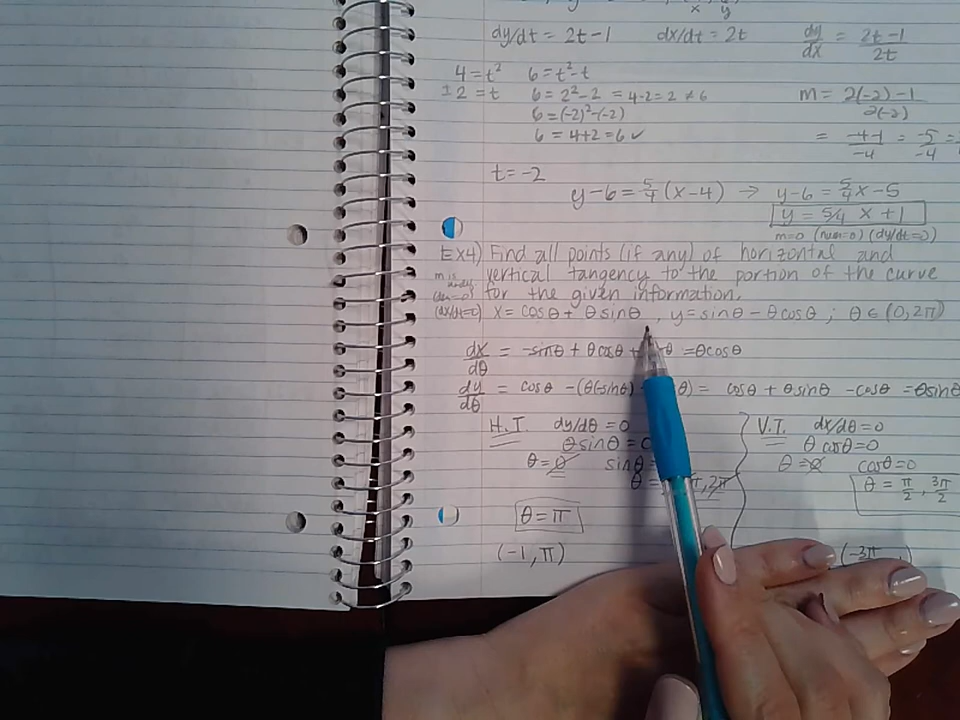 dy/dt = 2t-1 dx/dt = 2t dy/dx = 2t-1/2t
4 = t² 6 = t²-t
±2 = t 6 = 2²-2 = 4-2 = 2 ≠ 6 m = 2(-2)-1/2(-2)
6 = (-2)²-(-2)
6 = 4+2 = 6 ✓ = -4-1/-4 = -5/-4 =
t = -2
y-6 = 5/4 (x-4) → y-6 = 5/4 x - 5
y = 5/4 x + 1
m=0 (num=0) (dy/dt=0)
Ex4) Find all points (if any) of horizontal and
m is vertical tangency to the portion of the curve
for the given information.
(dx/dt=0) x = cosθ + θsinθ , y = sinθ - θcosθ ; θ ∈ (0, 2π)
dx/dθ = -sinθ + θcosθ + θ = θcosθ
dy/dθ = cosθ - (θ(-sinθ) θ) = cosθ + θsinθ - cosθ = θsinθ
H.T. dy/dθ = 0 V.T. dx/dθ = 0
θsinθ = 0 θcosθ = 0
θ = 0 sinθ = θ = 0 cosθ = 0
θ = π, 2π θ = π/2, 3π/2
θ = π
(-1, π) (-3π